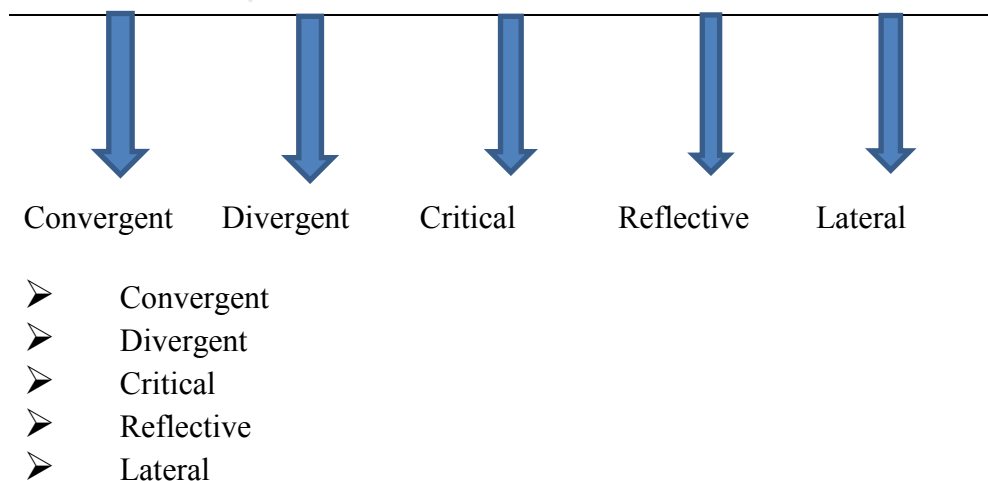 Convergent Divergent Critical Reflective Lateral
➢ Convergent
➢ Divergent
➢ Critical
➢ Reflective
➢ Lateral